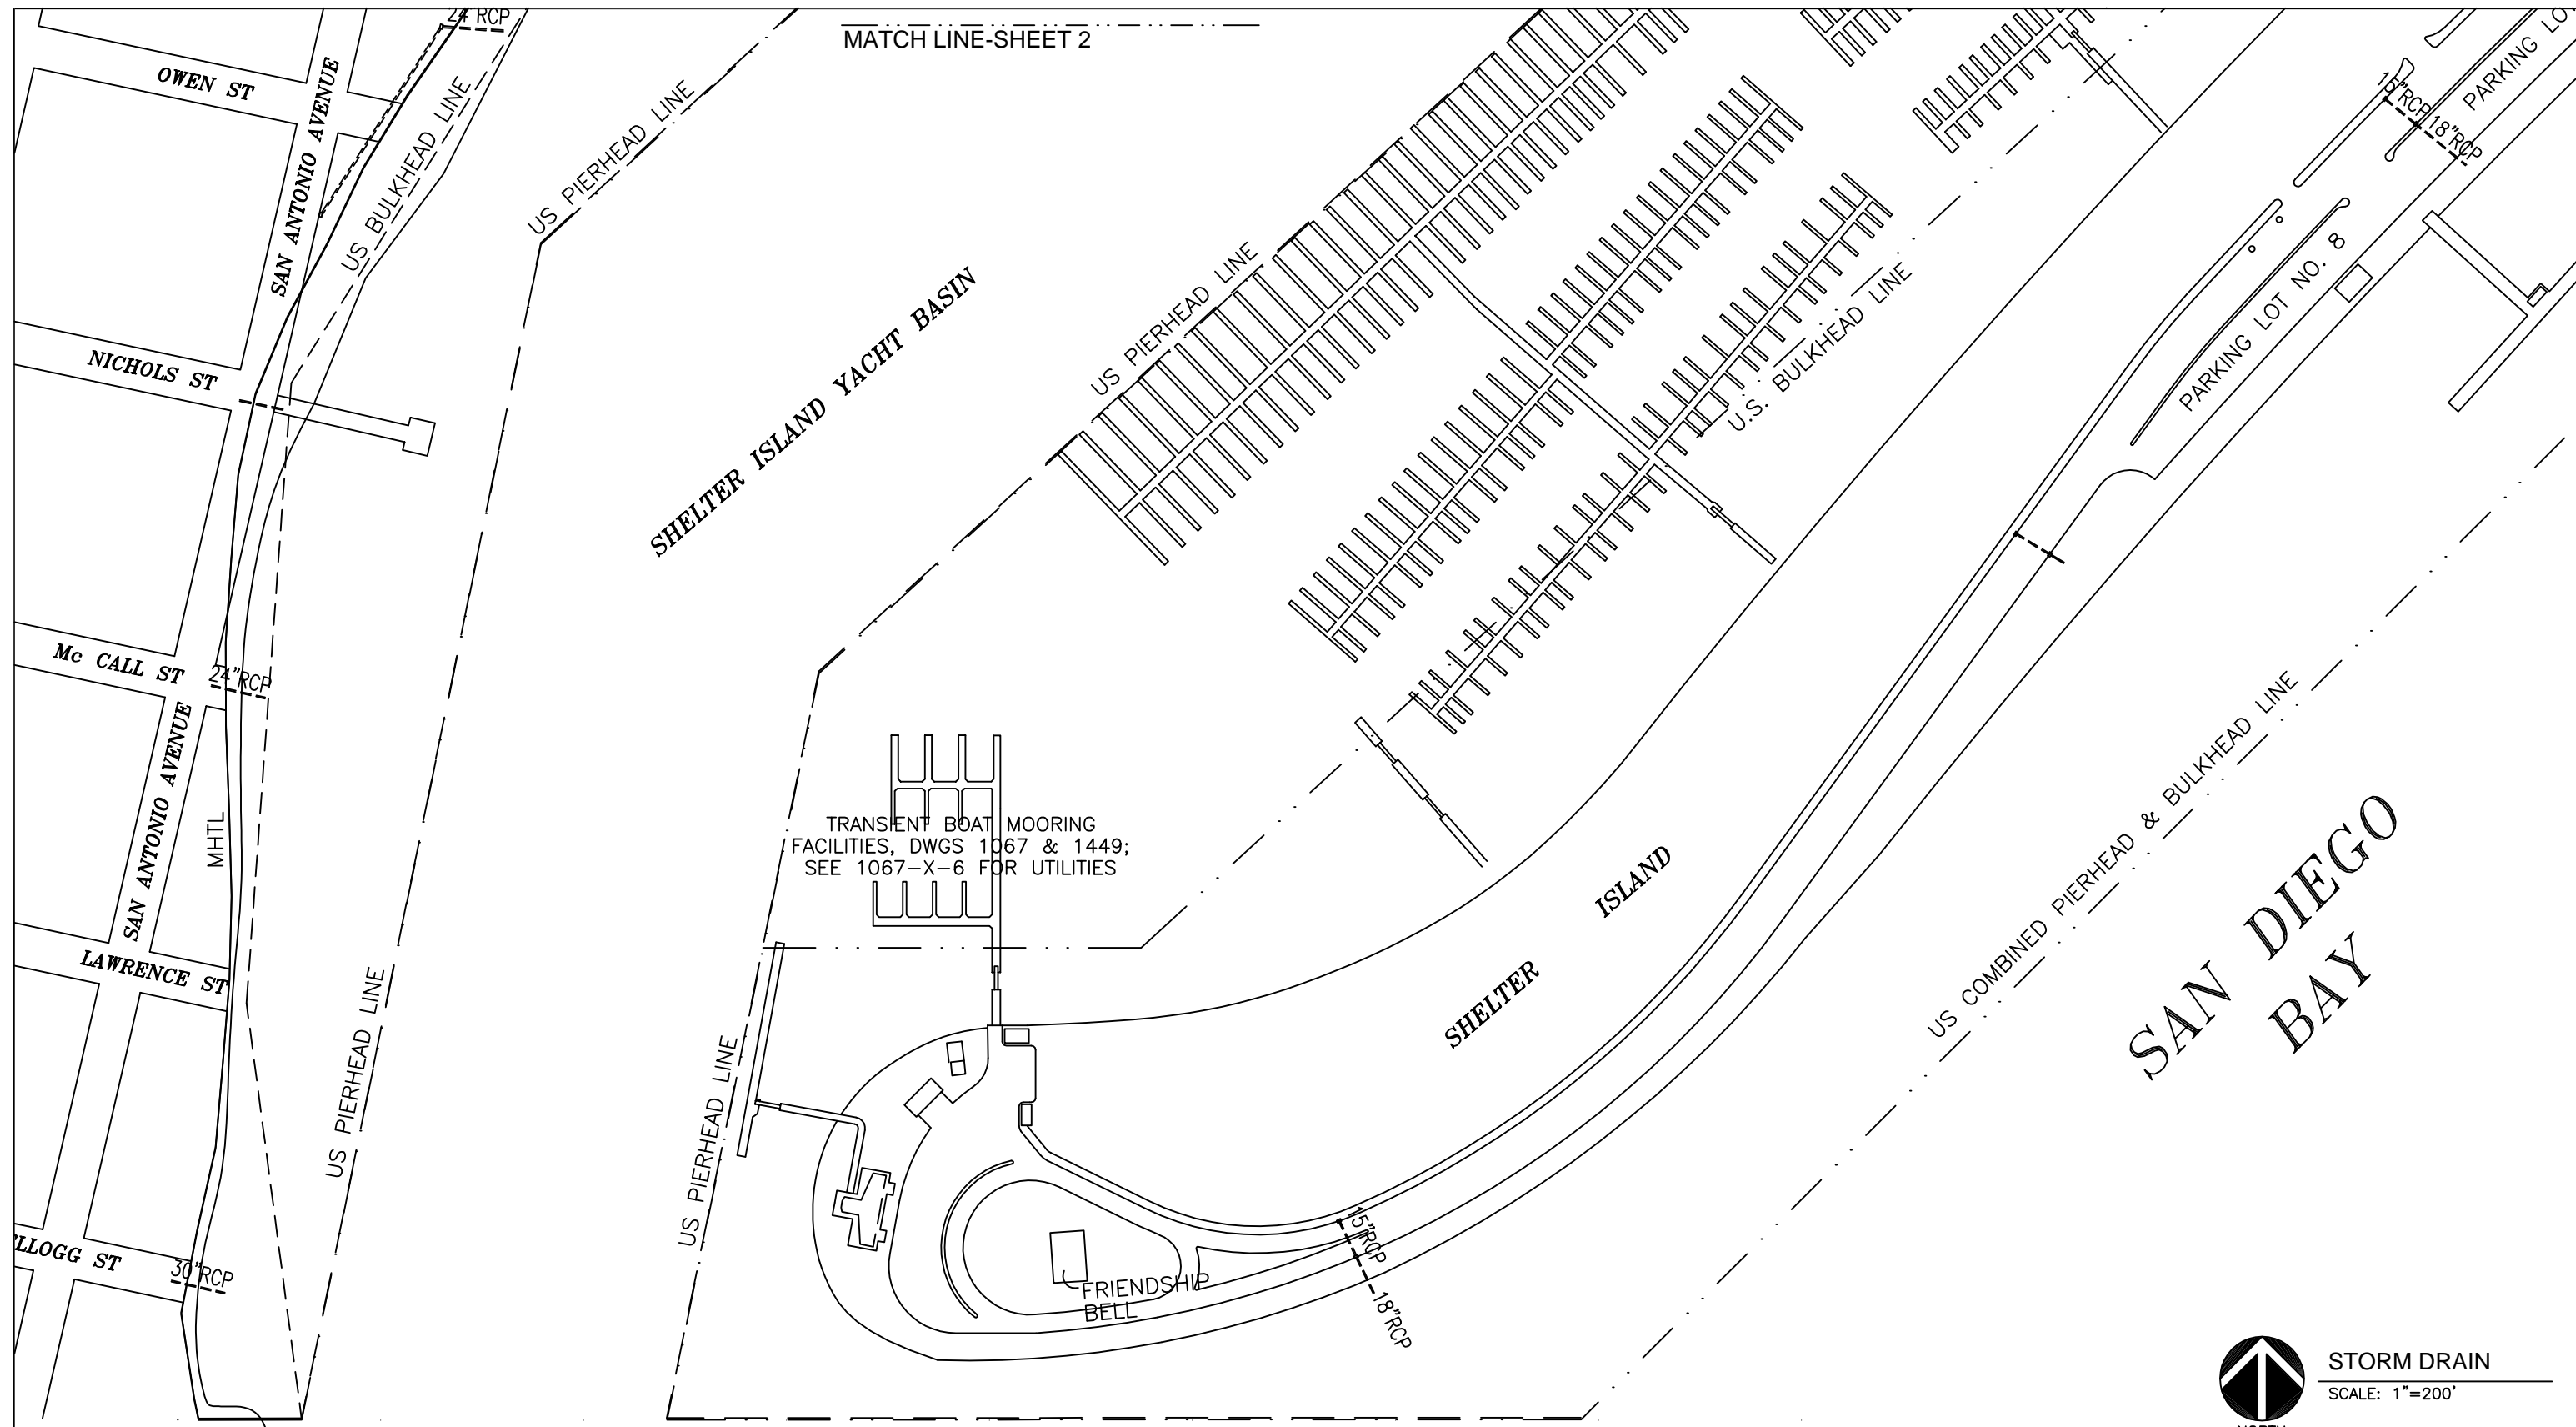 24"RCP
MATCH LINE-SHEET 2
OWEN ST
SAN ANTONIO AVENUE
US BULKHEAD LINE
US PIERHEAD LINE
15"RCP
18"RCP
PARKING
SHELTER ISLAND YACHT BASIN
US PIERHEAD LINE
U.S. BULKHEAD LINE
PARKING LOT NO. 8
NICHOLS ST
Mc CALL ST
24"RCP
SAN ANTONIO AVENUE
MHTL
TRANSIENT BOAT MOORING
FACILITIES, DWGS 1067 & 1449;
SEE 1067-X-6 FOR UTILITIES
US COMBINED PIERHEAD & BULKHEAD LINE
SAN DIEGO
BAY
SHELTER ISLAND
LAWRENCE ST
US PIERHEAD LINE
US PIERHEAD LINE
LLOGG ST
30"RCP
FRIENDSHIP
BELL
15"RCP
18"RCP
STORM DRAIN
SCALE: 1"=200'
NORTH